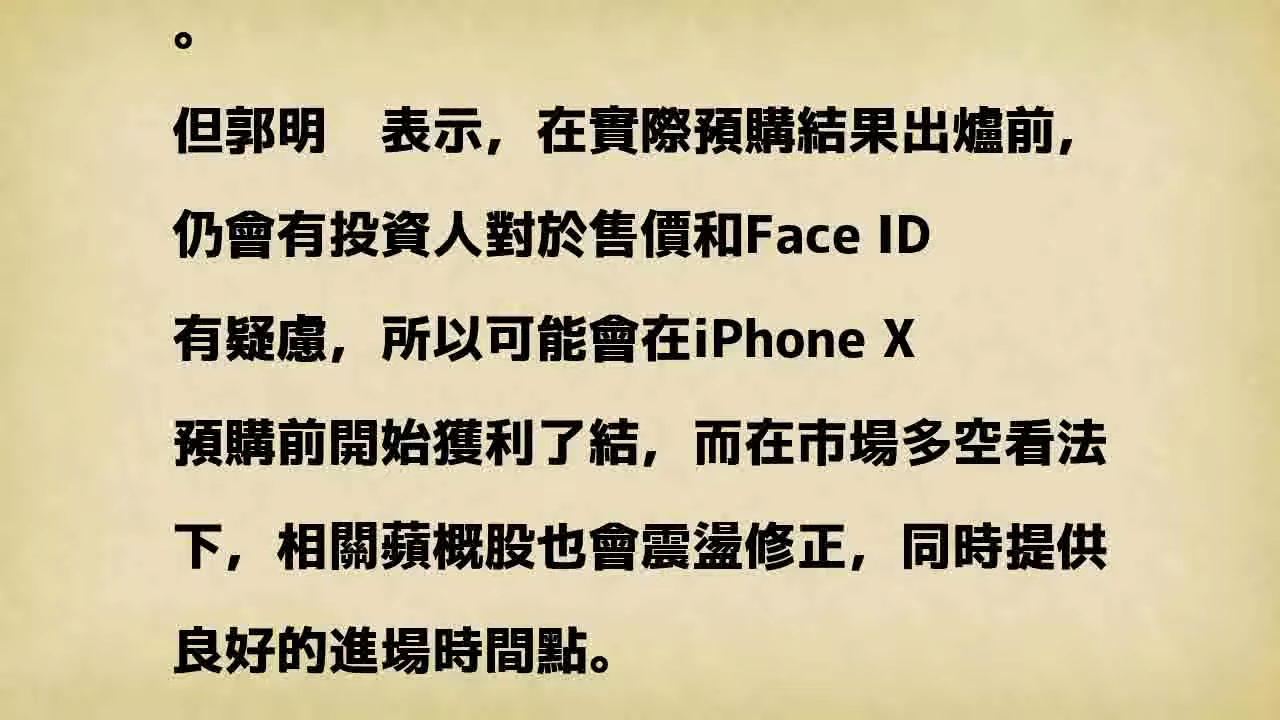 。
但郭明　表示，在實際預購結果出爐前，
仍會有投資人對於售價和Face ID
有疑慮，所以可能會在iPhone X
預購前開始獲利了結，而在市場多空看法
下，相關蘋概股也會震盪修正，同時提供
良好的進場時間點。